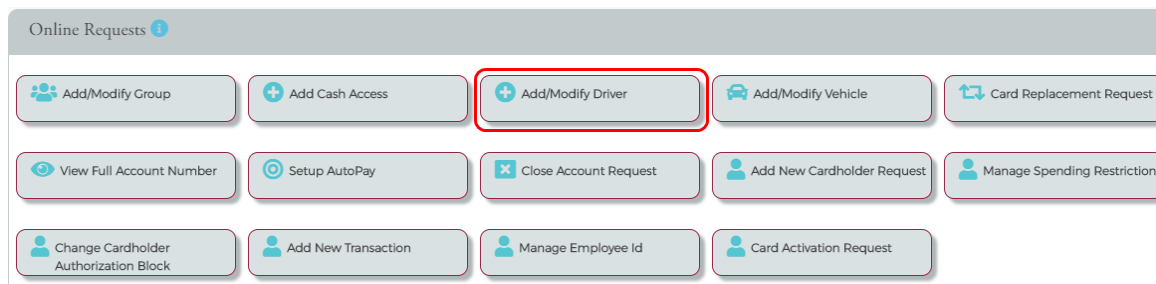 Online Requests
Add/Modify Group
Add Cash Access
Add/Modify Driver
Add/Modify Vehicle
Card Replacement Request
View Full Account Number
Setup AutoPay
Close Account Request
Add New Cardholder Request
Manage Spending Restriction
Change Cardholder
Authorization Block
Add New Transaction
Manage Employee Id
Card Activation Request